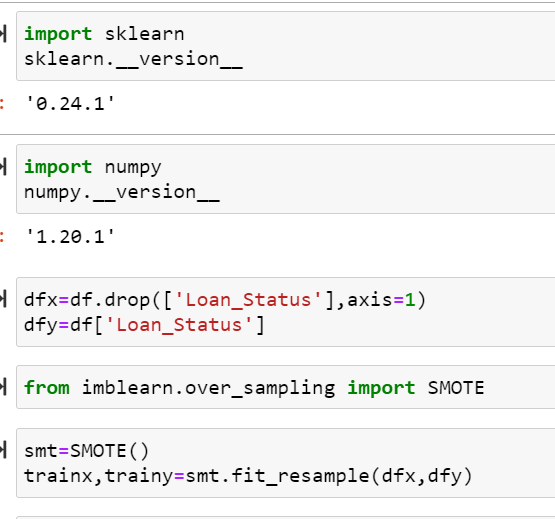 import sklearn
sklearn.__version__
'0.24.1'
import numpy
numpy.__version__
'1.20.1'
dfx=df.drop(['Loan_Status'],axis=1)
dfy=df['Loan_Status']
from imblearn.over_sampling import SMOTE
smt=SMOTE()
trainx,trainy=smt.fit_resample(dfx,dfy)